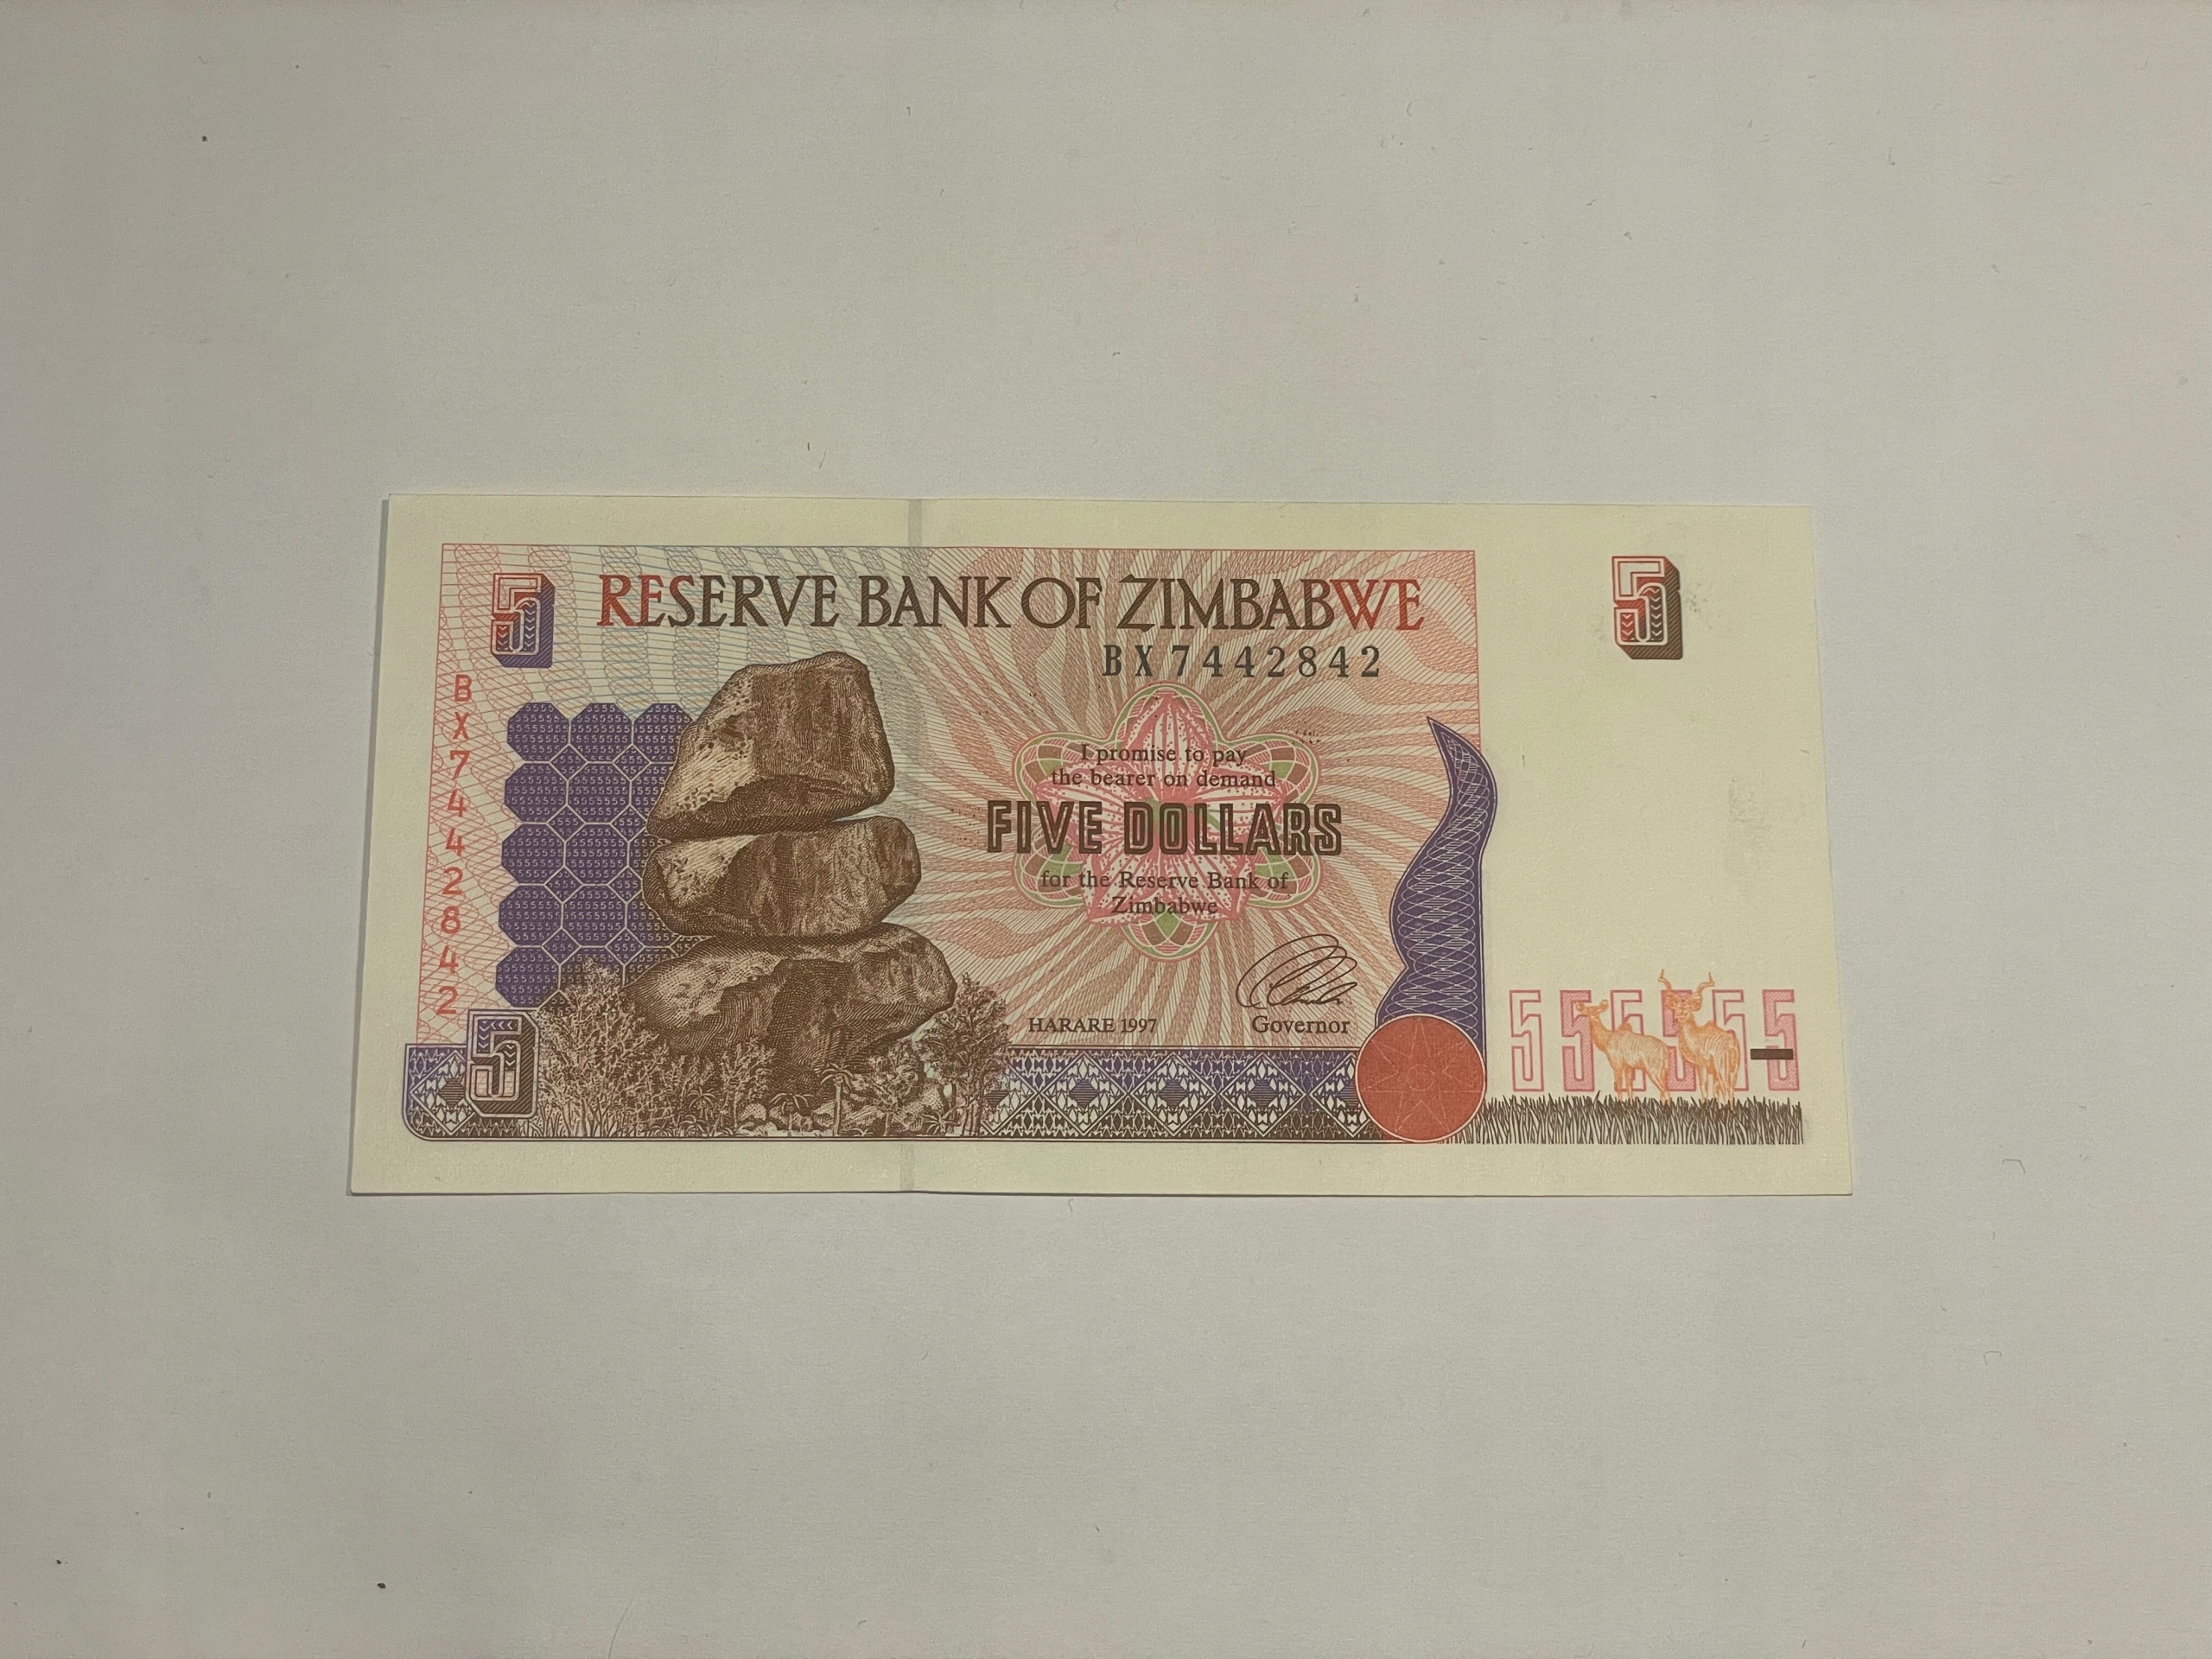 5
RESERVE BANK OF ZIMBABWE
5
BX7442842
BX7442842
I promise to pay
the bearer on demand
FIVE DOLLARS
for the Reserve Bank of
Zimbabwe
HARARE 1997
Governor
5
555555